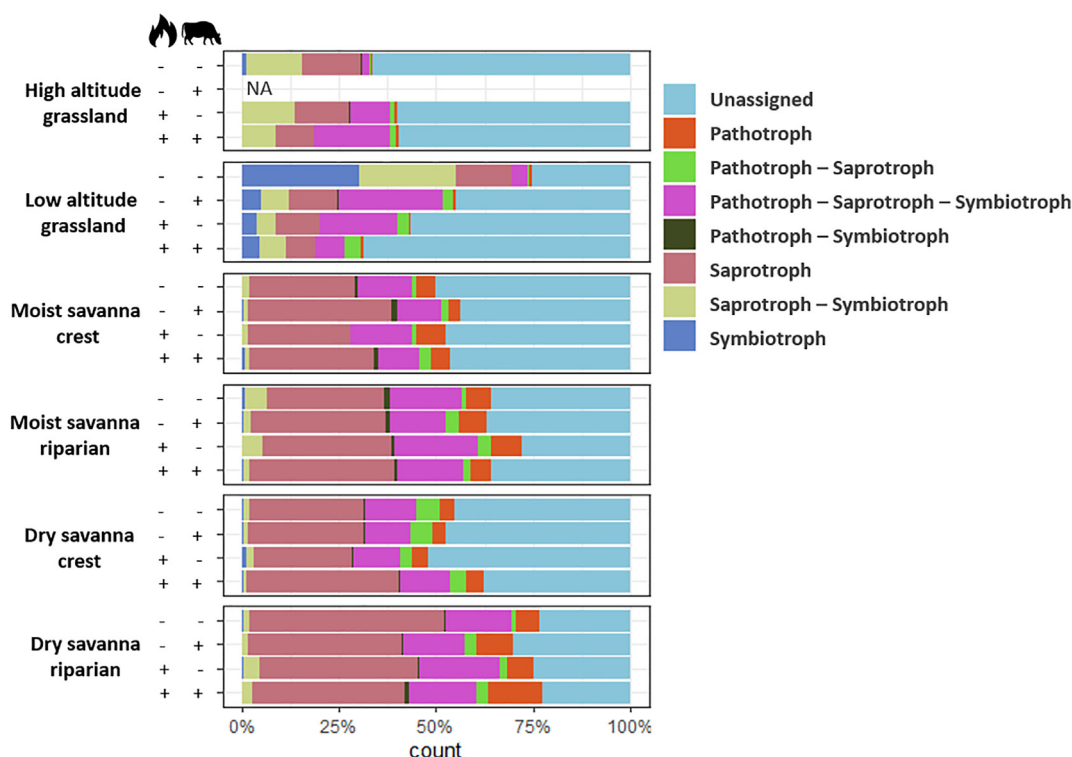 - -
High altitude - + NA
grassland + -
+ +
- -
Low altitude - +
grassland + -
+ +
- -
Moist savanna - +
crest + -
+ +
- -
Moist savanna - +
riparian + -
+ +
- -
Dry savanna - +
crest + -
+ +
- -
Dry savanna - +
riparian + -
+ +
0% 25% 50% 75% 100%
count
Unassigned
Pathotroph
Pathotroph – Saprotroph
Pathotroph – Saprotroph – Symbiotroph
Pathotroph – Symbiotroph
Saprotroph
Saprotroph – Symbiotroph
Symbiotroph